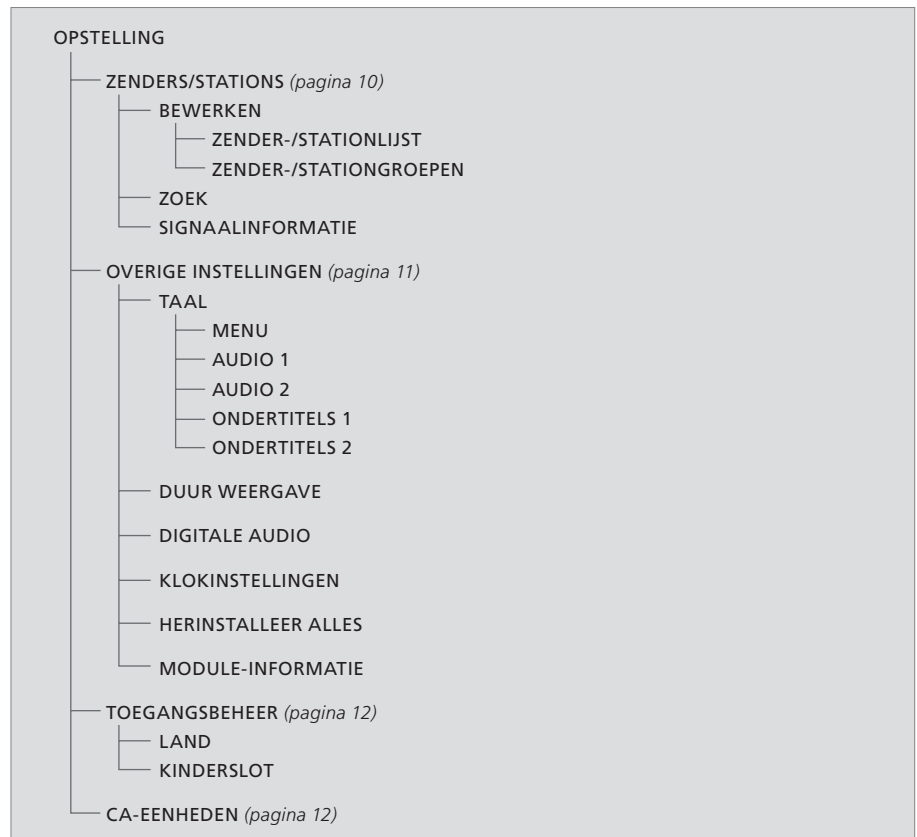 OPSTELLING
ZENDERS/STATIONS (pagina 10)
BEWERKEN
ZENDER-/STATIONLIJST
ZENDER-/STATIONGROEPEN
ZOEK
SIGNAALINFORMATIE
OVERIGE INSTELLINGEN (pagina 11)
TAAL
MENU
AUDIO 1
AUDIO 2
ONDERTITELS 1
ONDERTITELS 2
DUUR WEERGAVE
DIGITALE AUDIO
KLOKINSTELLINGEN
HERINSTALLEER ALLES
MODULE-INFORMATIE
TOEGANGSBEHEER (pagina 12)
LAND
KINDERSLOT
CA-EENHEDEN (pagina 12)